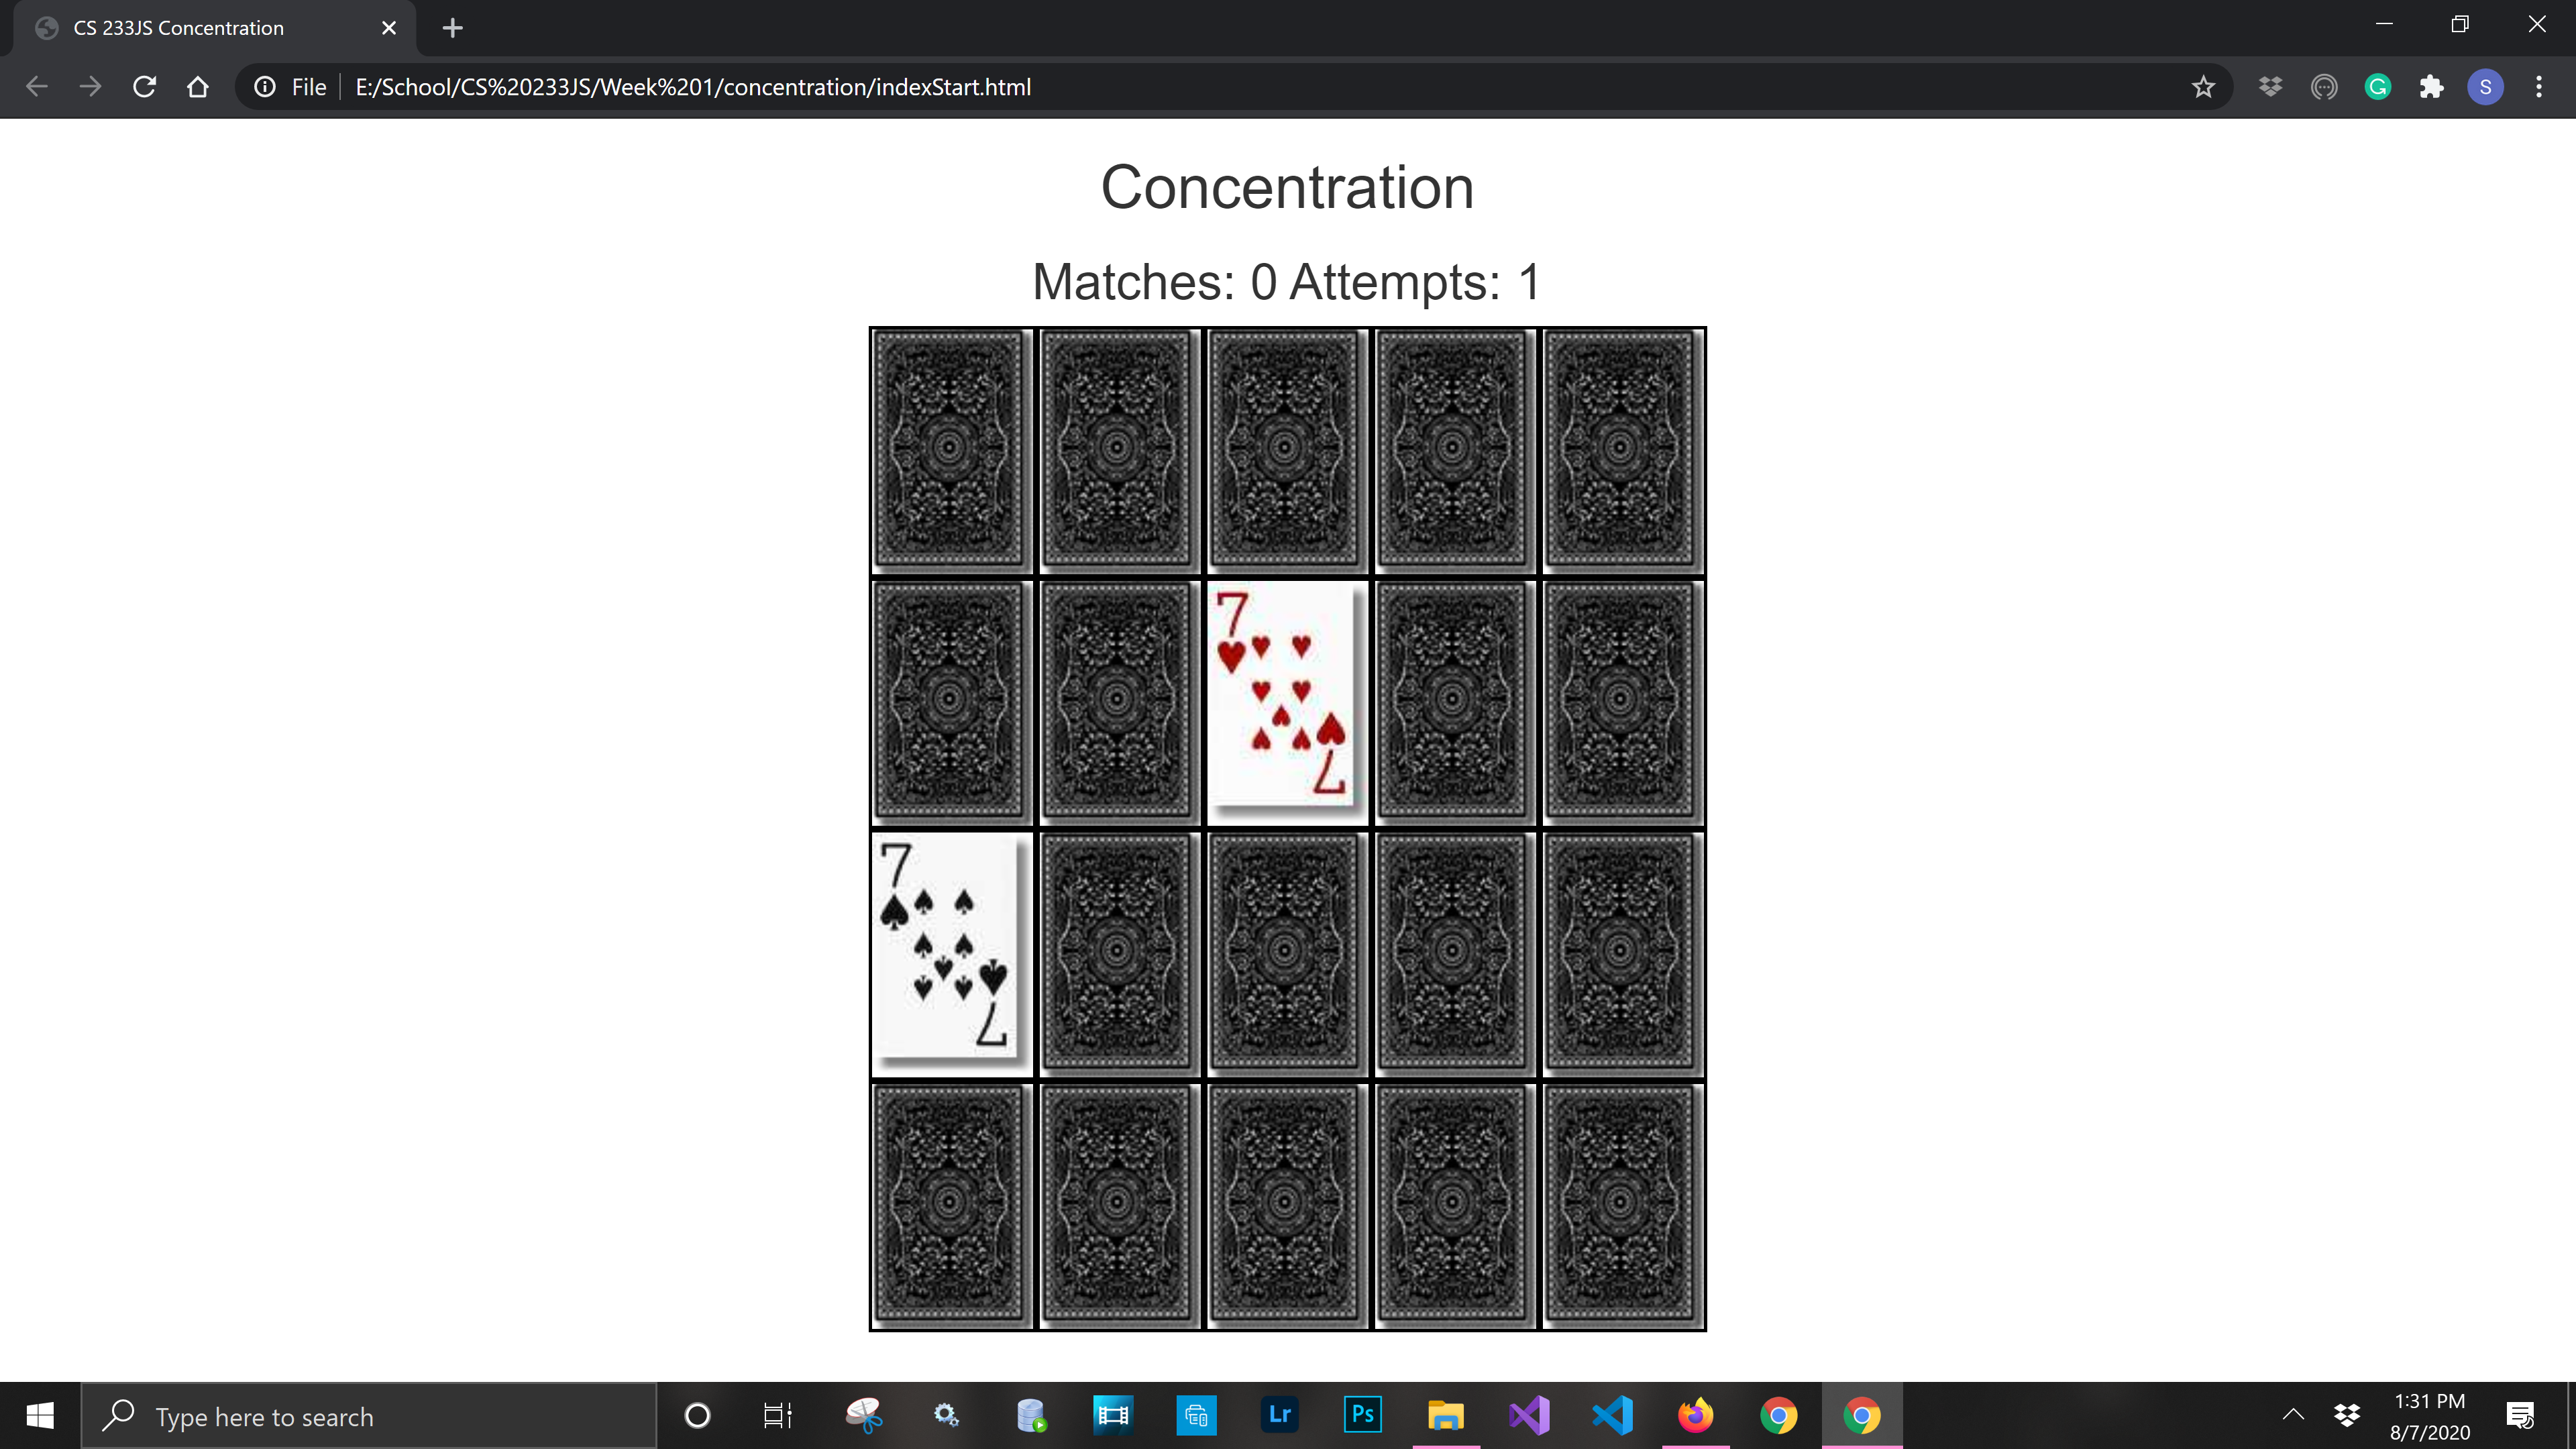 CS 233JS Concentration
File
E:/School/CS%20233JS/Week%201/concentration/indexStart.html
S
Concentration
Matches: 0 Attempts: 1
7
7
7
7
Type here to search
Lr
Ps
1:31 PM
8/7/2020